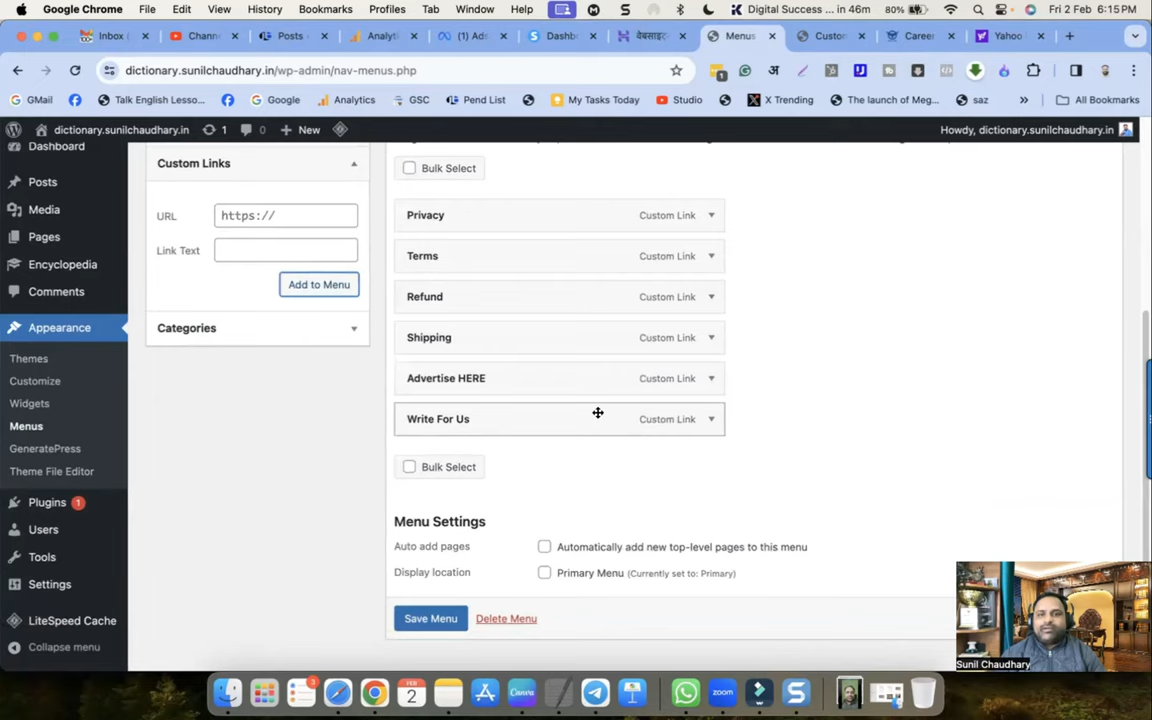 Google Chrome File Edit View History Bookmarks Profiles Tab Window Help Digital Success ... in 46m 80% Fri 2 Feb 6:15 PM
Inbox ( Chann Posts Analyti (1) Ads Dashb वेबसाइट Menus Custon Career Yahoo
dictionary.sunilchaudhary.in/wp-admin/nav-menus.php
GMail Talk English Lesso... Google Analytics GSC Pend List My Tasks Today Studio X Trending The launch of Meg... saz » All Bookmarks
dictionary.sunilchaudhary.in 1 0 + New Howdy, dictionary.sunilchaudhary.in
Dashboard
Posts
Media
Pages
Encyclopedia
Comments
Appearance
Themes
Customize
Widgets
Menus
GeneratePress
Theme File Editor
Plugins 1
Users
Tools
Settings
LiteSpeed Cache
Collapse menu
Custom Links
URL https://
Link Text
Add to Menu
Categories
Bulk Select
Privacy Custom Link
Terms Custom Link
Refund Custom Link
Shipping Custom Link
Advertise HERE Custom Link
Write For Us Custom Link
Bulk Select
Menu Settings
Auto add pages Automatically add new top-level pages to this menu
Display location Primary Menu (Currently set to: Primary)
Save Menu Delete Menu
Sunil Chaudhary
3 FEB 2 Canva zoom